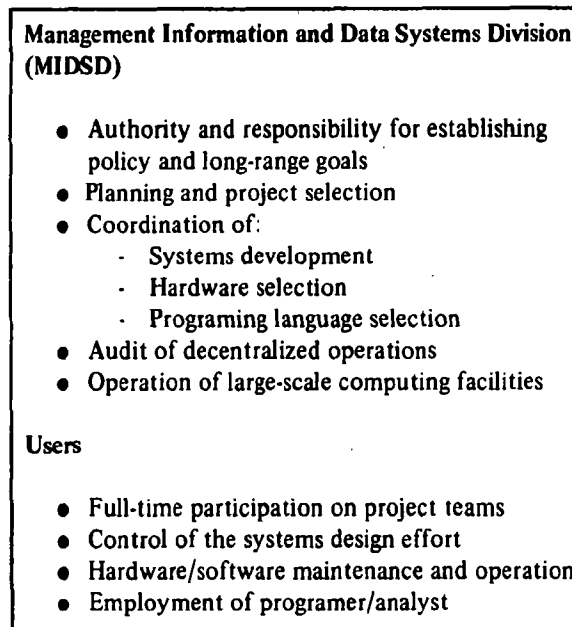 Management Information and Data Systems Division
(MIDSD)
● Authority and responsibility for establishing
policy and long-range goals
● Planning and project selection
● Coordination of:
- Systems development
- Hardware selection
- Programing language selection
● Audit of decentralized operations
● Operation of large-scale computing facilities
Users
● Full-time participation on project teams
● Control of the systems design effort
● Hardware/software maintenance and operation
● Employment of programer/analyst